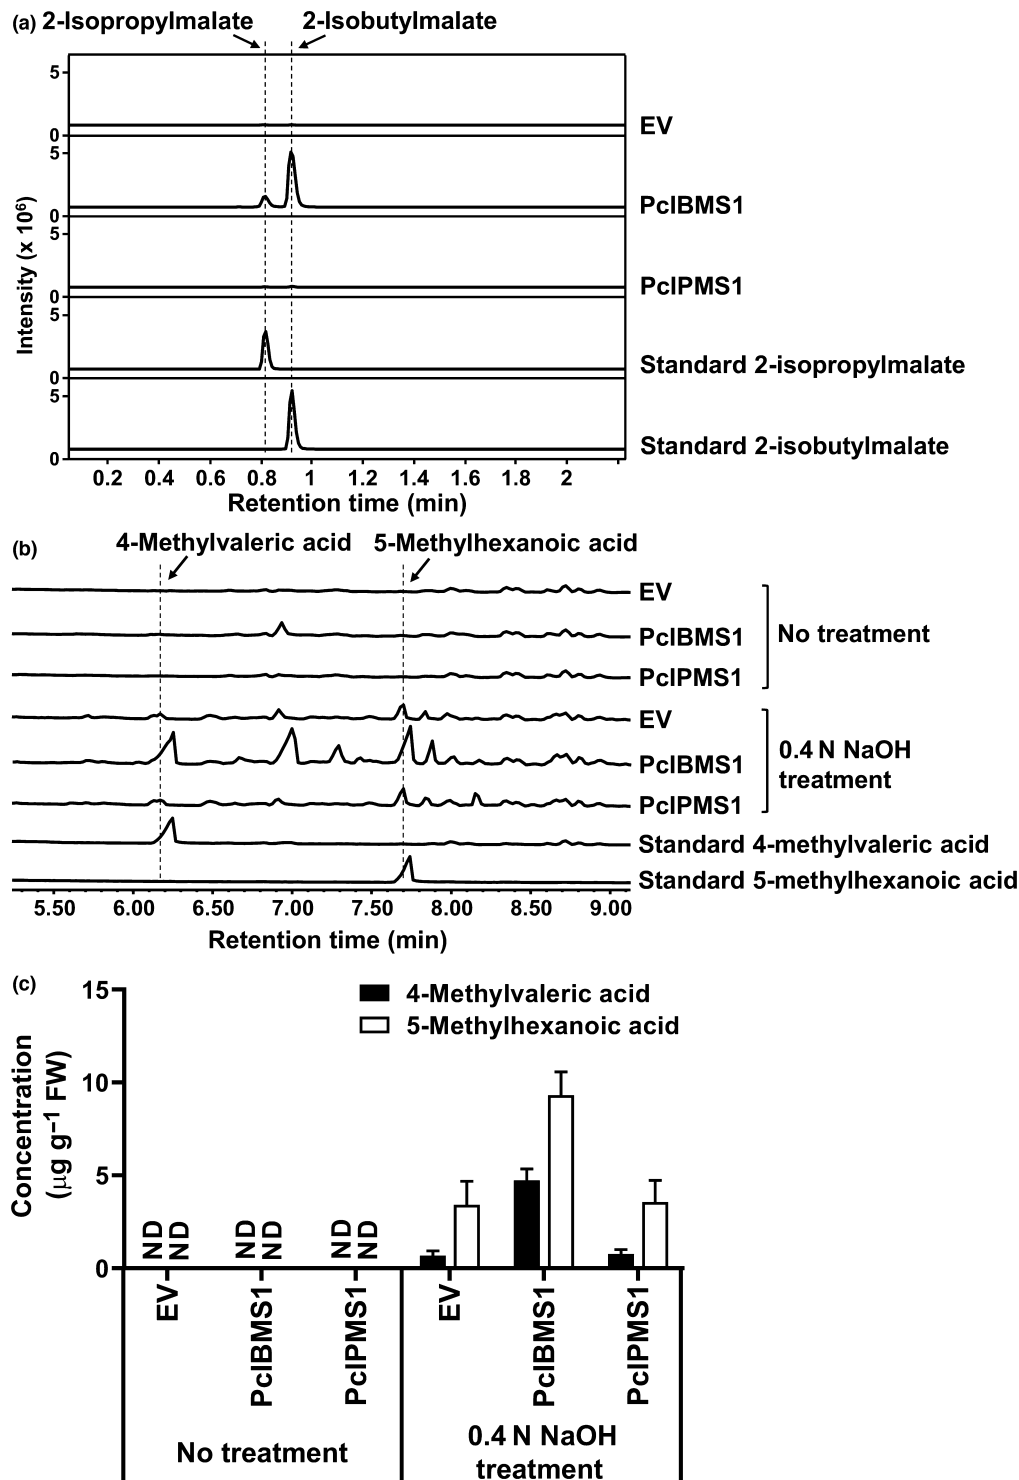 (a) 2-Isopropylmalate 2-Isobutylmalate
5
0
EV
5
0
PcIBMS1
5
0
PcIPMS1
5
0
Standard 2-isopropylmalate
5
0
Standard 2-isobutylmalate
Intensity (x 10⁶)
0.2 0.4 0.6 0.8 1 1.2 1.4 1.6 1.8 2
Retention time (min)
(b) 4-Methylvaleric acid 5-Methylhexanoic acid
EV
PcIBMS1
PcIPMS1
No treatment
EV
PcIBMS1
PcIPMS1
0.4 N NaOH
treatment
Standard 4-methylvaleric acid
Standard 5-methylhexanoic acid
5.50 6.00 6.50 7.00 7.50 8.00 8.50 9.00
Retention time (min)
(c)
4-Methylvaleric acid
5-Methylhexanoic acid
Concentration
(μg g⁻¹ FW)
15
10
5
0
ND ND ND ND ND ND
EV PcIBMS1 PcIPMS1 EV PcIBMS1 PcIPMS1
No treatment
0.4 N NaOH
treatment